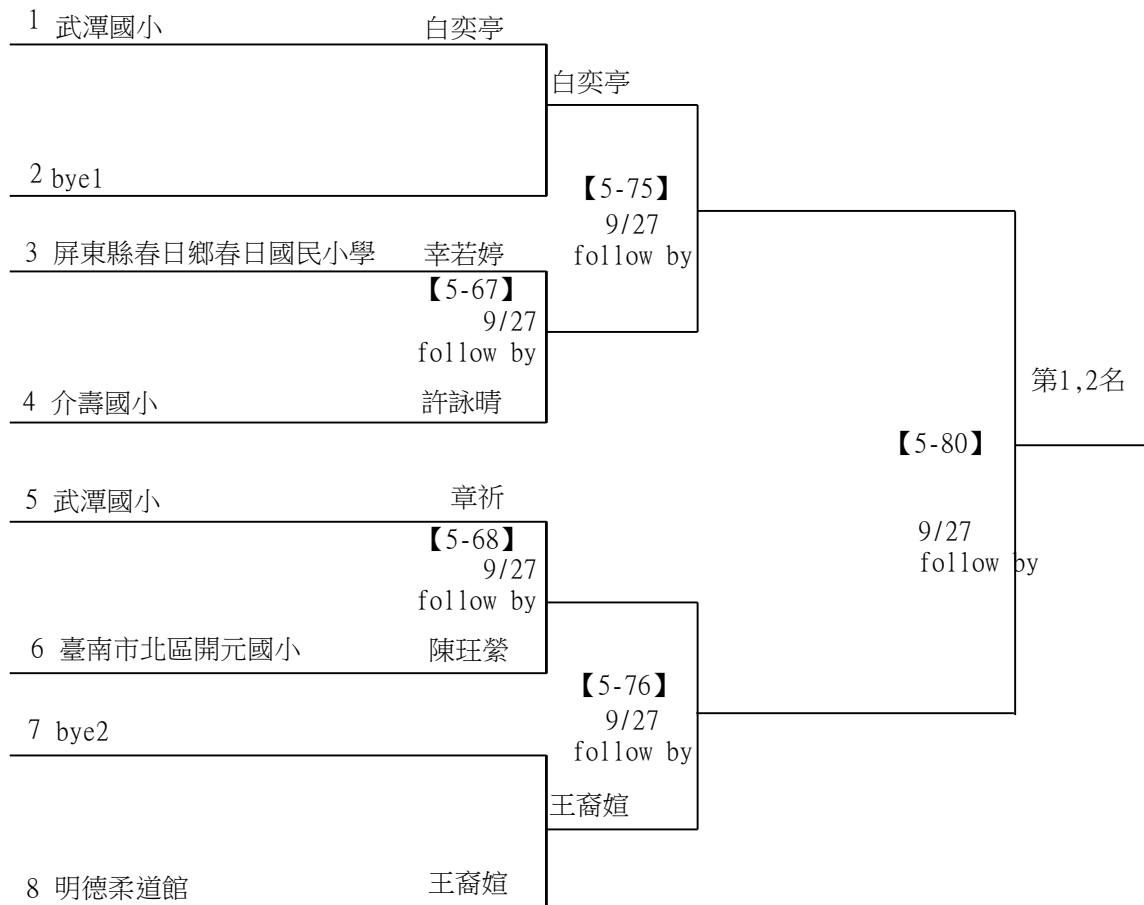 1 武潭國小 白奕亭
白奕亭
2 bye1
【5-75】
9/27
follow by
3 屏東縣春日鄉春日國民小學 幸若婷
【5-67】
9/27
follow by
4 介壽國小 許詠晴
第1,2名
【5-80】
9/27
follow by
5 武潭國小 章祈
【5-68】
9/27
follow by
6 臺南市北區開元國小 陳玨縈
【5-76】
9/27
follow by
7 bye2
王裔媗
8 明德柔道館 王裔媗